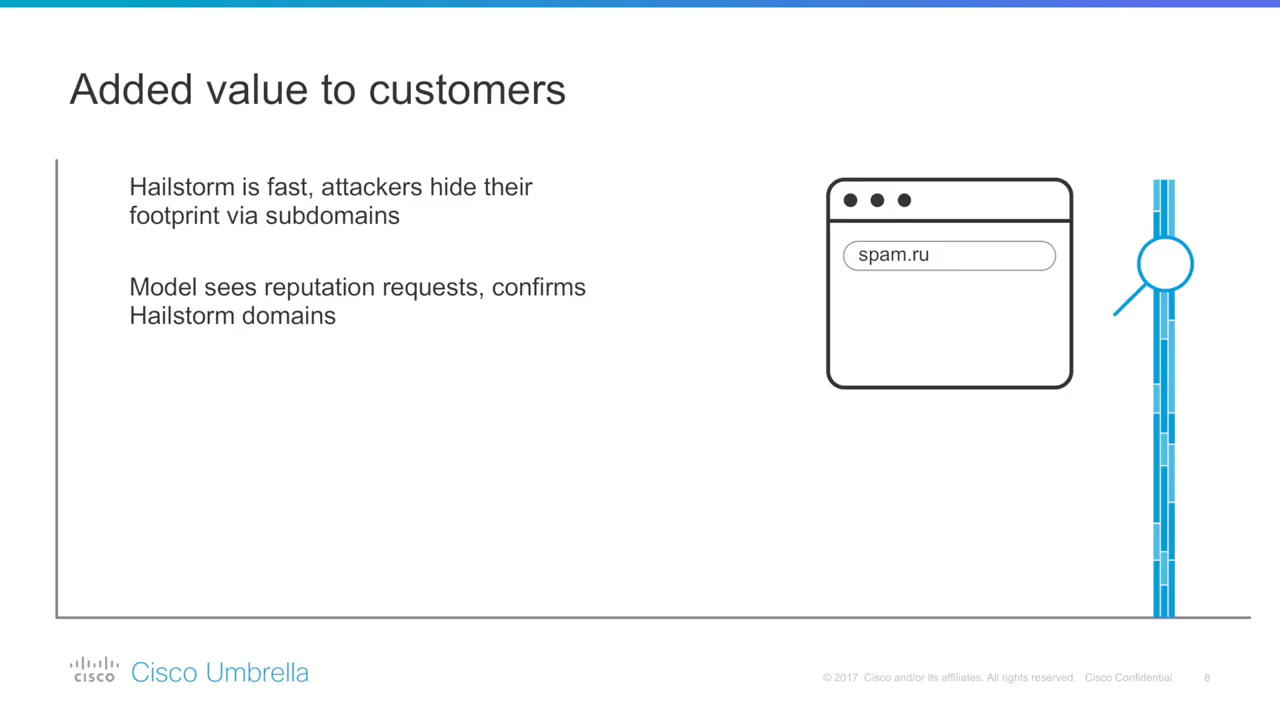 Added value to customers
Hailstorm is fast, attackers hide their
footprint via subdomains
Model sees reputation requests, confirms
Hailstorm domains
spam.ru
CISCO
Cisco Umbrella
© 2017 Cisco and/or its affiliates. All rights reserved. Cisco Confidential
8